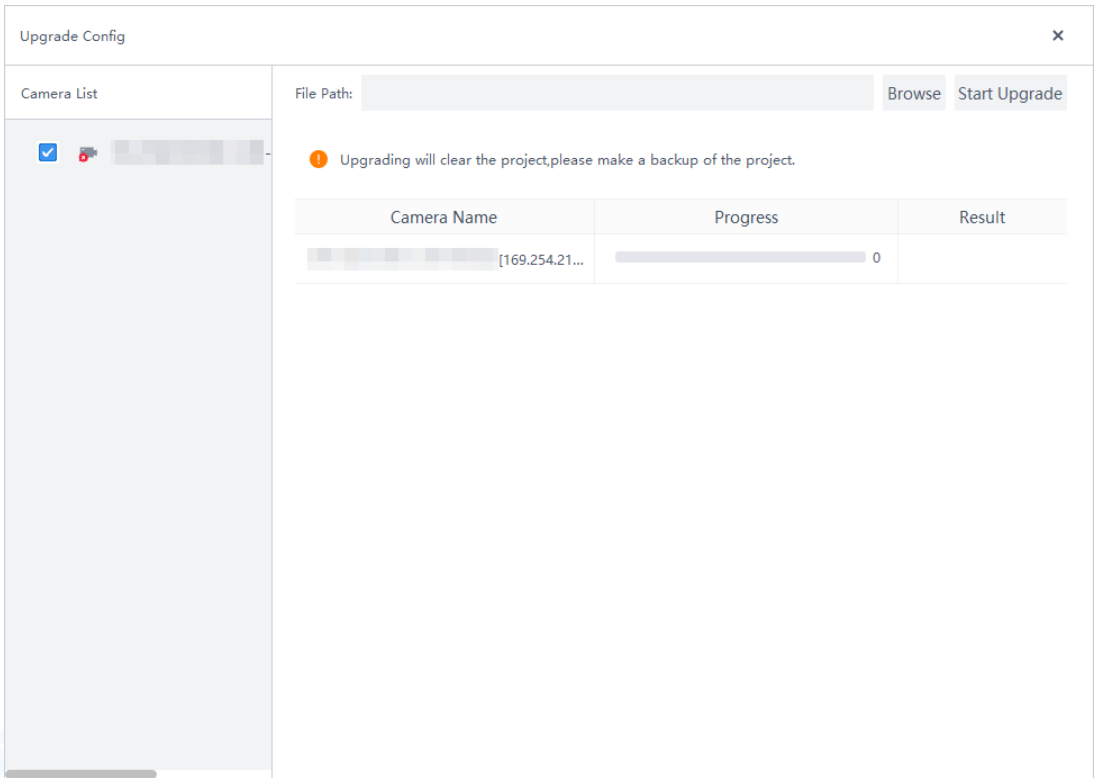 Upgrade Config
Camera List
File Path: Browse Start Upgrade
-
Upgrading will clear the project,please make a backup of the project.
Camera Name Progress Result
[169.254.21... 0